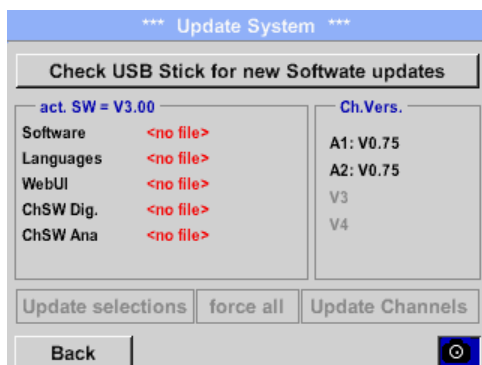 *** Update System ***
Check USB Stick for new Softwate updates
act. SW = V3.00
Software <no file>
Languages <no file>
WebUI <no file>
ChSW Dig. <no file>
ChSW Ana <no file>
Ch.Vers.
A1: V0.75
A2: V0.75
V3
V4
Update selections
force all
Update Channels
Back